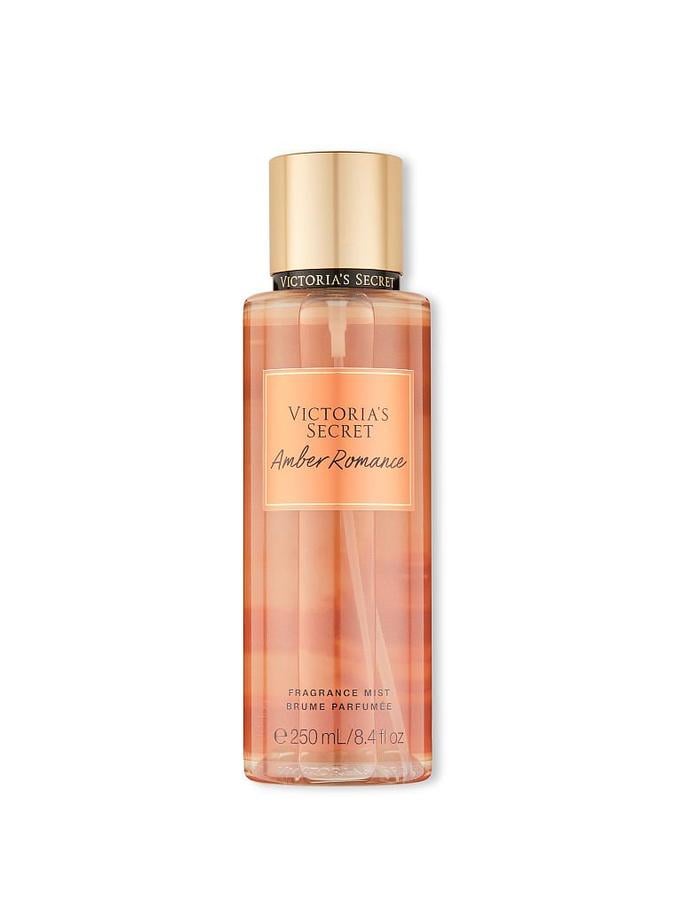 VICTORIA'S SECRET
VICTORIA'S
SECRET
Amber Romance
FRAGRANCE MIST
BRUME PARFUMÉE
℮ 250 mL/8.4 fl oz